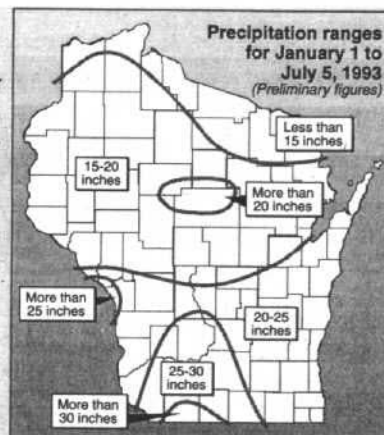 Precipitation ranges
for January 1 to
July 5, 1993
(Preliminary figures)
Less than
15 inches
15-20
inches
More than
20 inches
More than
25 inches
20-25
inches
25-30
inches
More than
30 inches